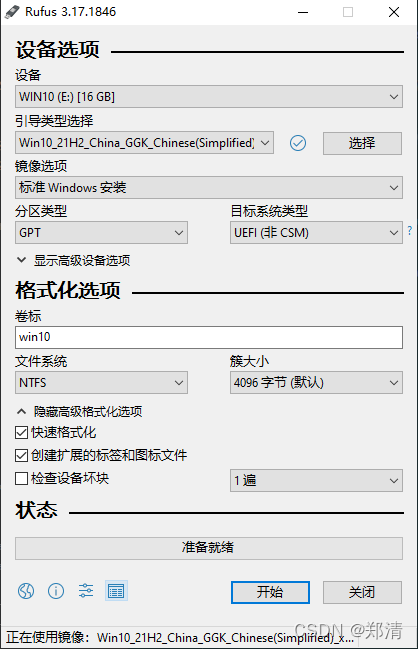 Rufus 3.17.1846
设备选项
设备
WIN10 (E:) [16 GB]
引导类型选择
Win10_21H2_China_GGK_Chinese(Simplified)_
选择
镜像选项
标准 Windows 安装
分区类型 目标系统类型
GPT UEFI (非 CSM) ?
显示高级设备选项
格式化选项
卷标
win10
文件系统 簇大小
NTFS 4096 字节 (默认)
隐藏高级格式化选项
快速格式化
创建扩展的标签和图标文件
检查设备坏块 1 遍
状态
准备就绪
开始 关闭
正在使用镜像: Win10_21H2_China_GGK_Chinese(Simplified)_x...
CSDN @郑清